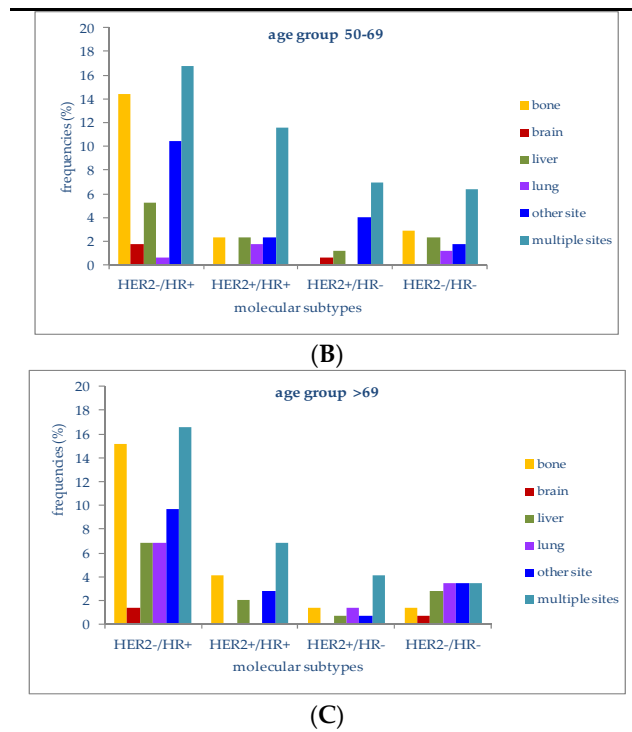 age group 50-69
20
18
16
14
12
10
8
6
4
2
0
frequencies (%)
HER2-/HR+ HER2+/HR+ HER2+/HR- HER2-/HR-
molecular subtypes
bone
brain
liver
lung
other site
multiple sites
(B)
age group >69
20
18
16
14
12
10
8
6
4
2
0
frequencies (%)
HER2-/HR+ HER2+/HR+ HER2+/HR- HER2-/HR-
molecular subtypes
bone
brain
liver
lung
other site
multiple sites
(C)